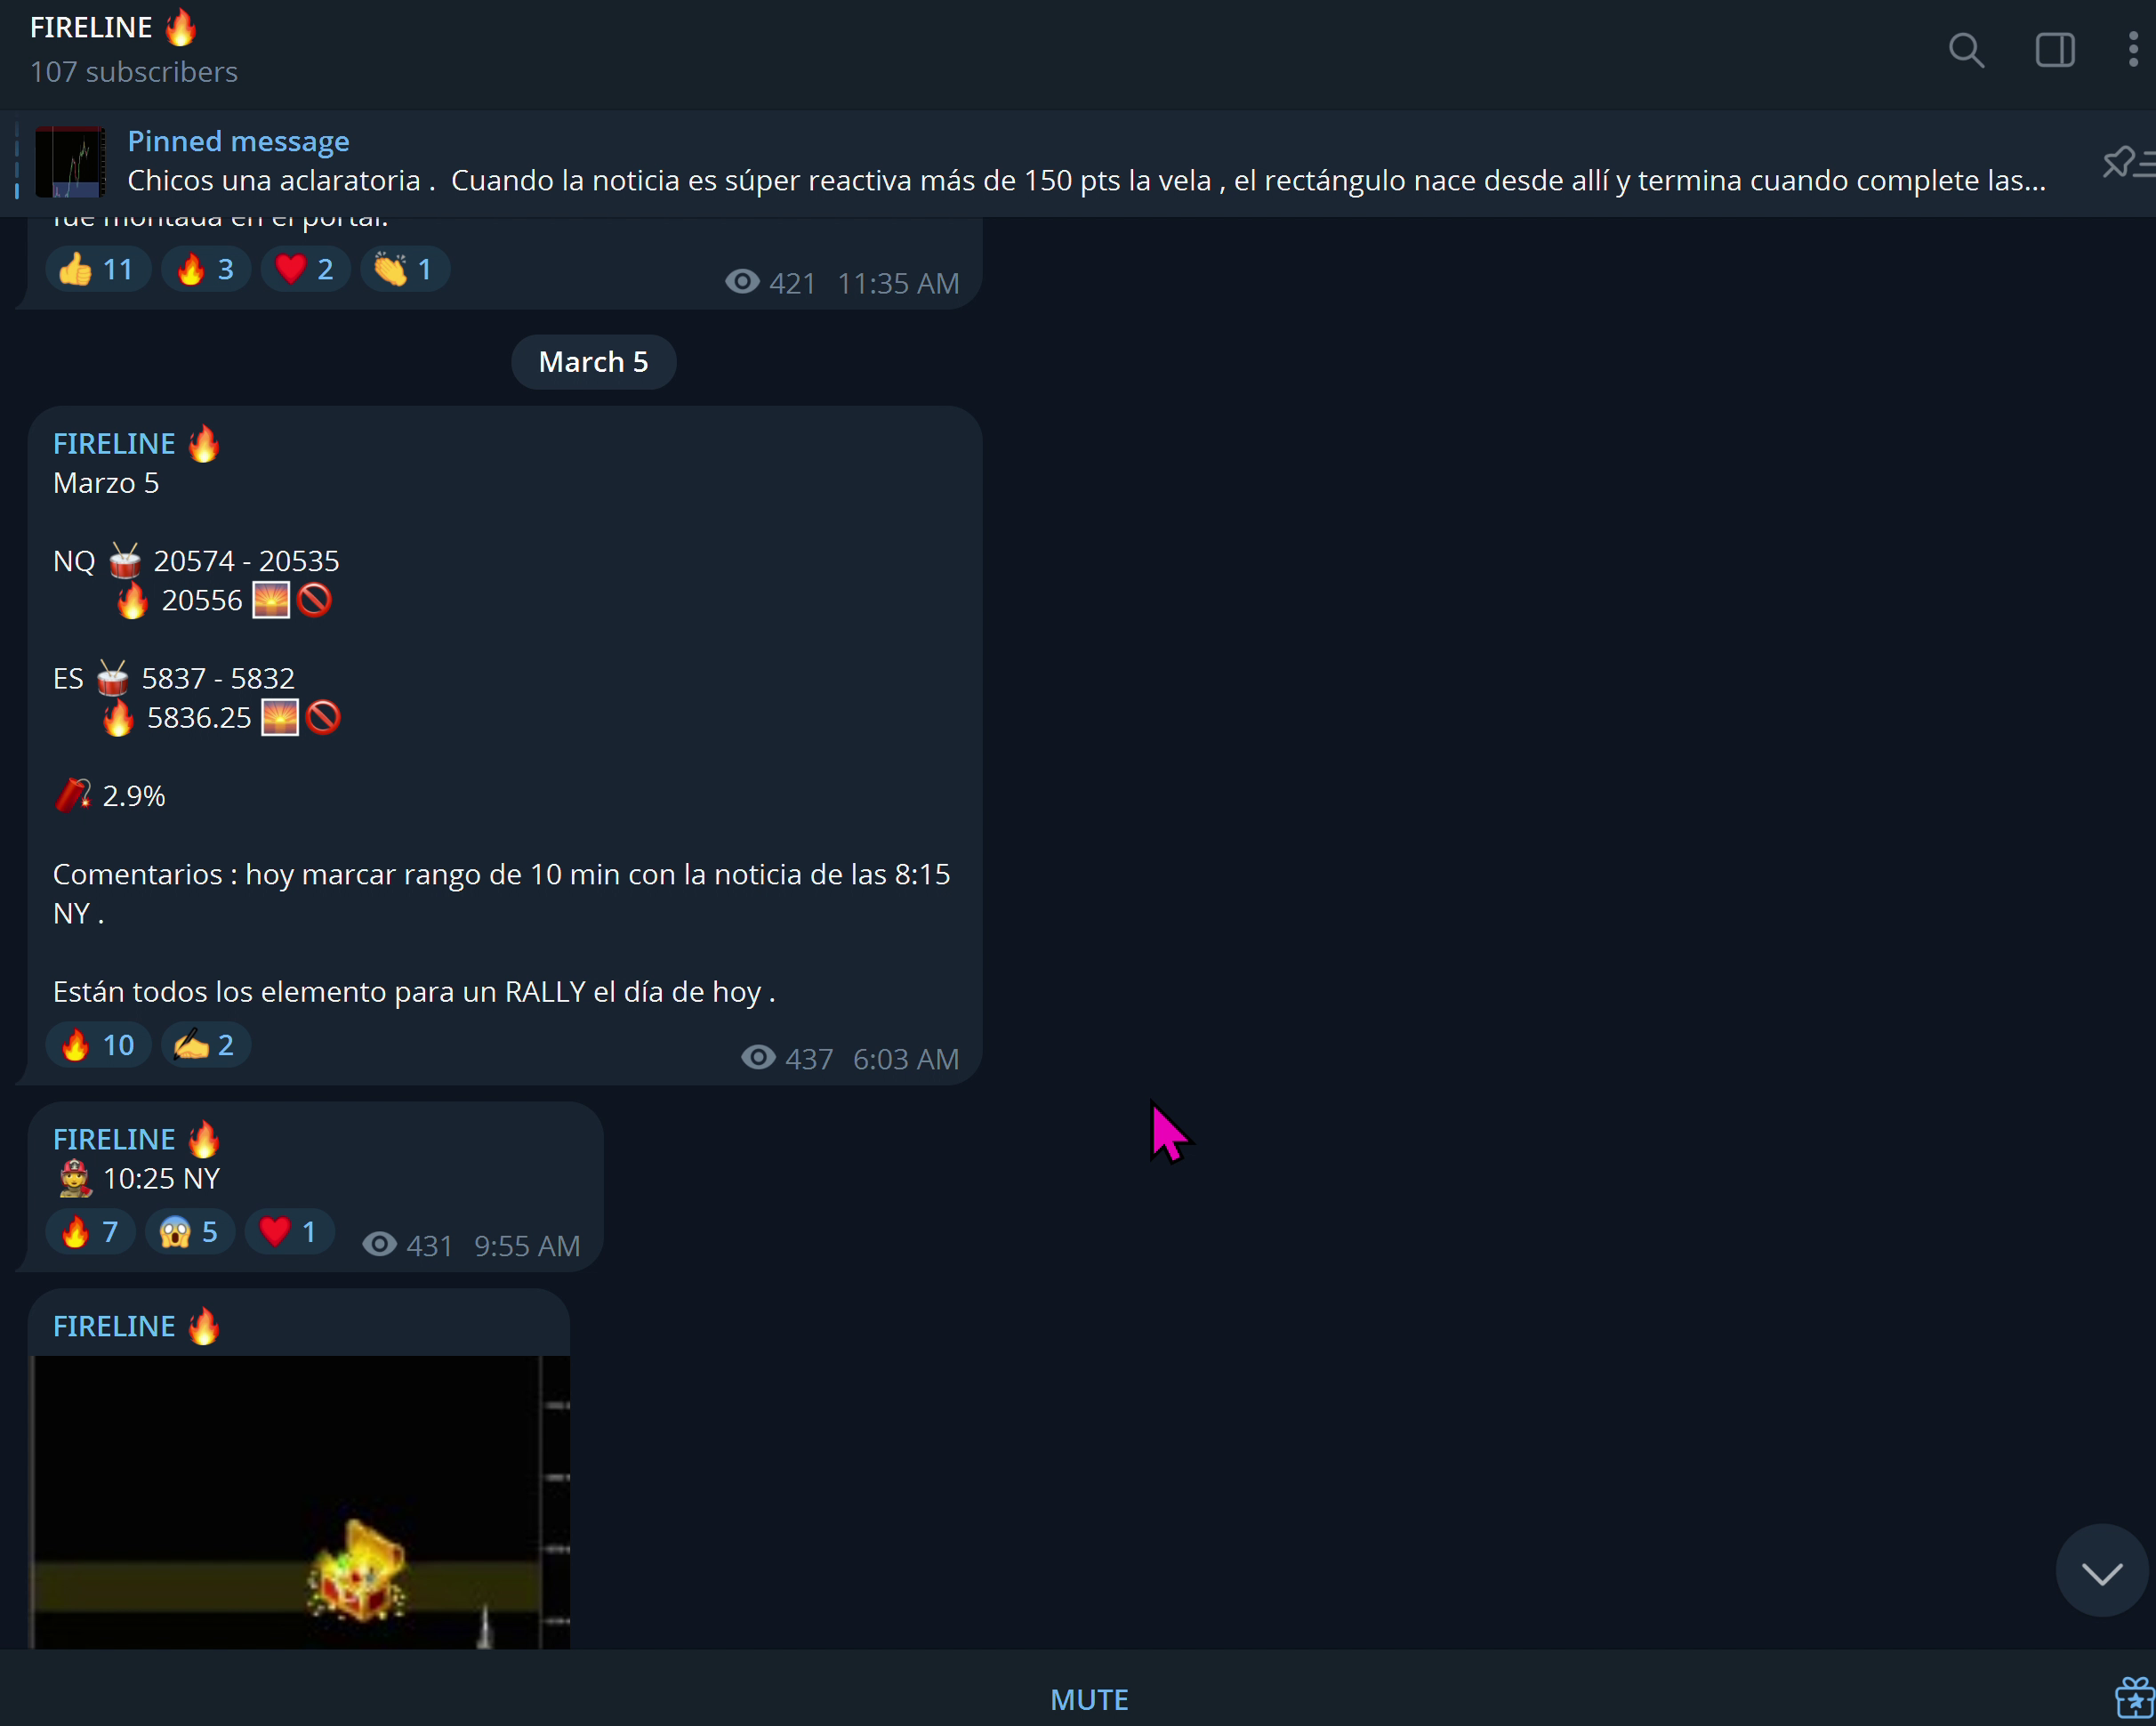 FIRELINE 🔥
107 subscribers
Pinned message
Chicos una aclaratoria .  Cuando la noticia es súper reactiva más de 150 pts la vela , el rectángulo nace desde allí y termina cuando complete las...
fue montada en el portal.
👍 11 🔥 3 ❤️ 2 👏 1 421 11:35 AM
March 5
FIRELINE 🔥
Marzo 5
NQ 🥁 20574 - 20535
🔥 20556 🌅🚫
ES 🥁 5837 - 5832
🔥 5836.25 🌅🚫
🧨 2.9%
Comentarios : hoy marcar rango de 10 min con la noticia de las 8:15
NY .
Están todos los elemento para un RALLY el día de hoy .
🔥 10 ✍️ 2 437 6:03 AM
FIRELINE 🔥
👩‍🚒 10:25 NY
🔥 7 😱 5 ❤️ 1 431 9:55 AM
FIRELINE 🔥
MUTE